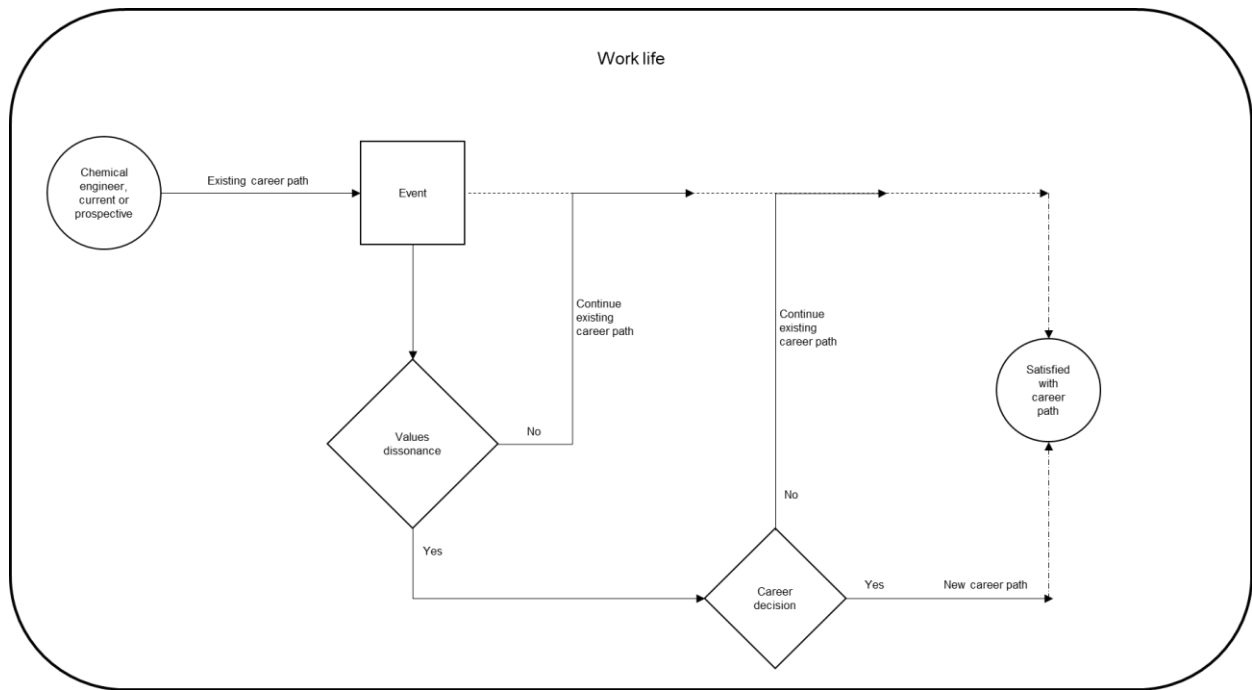 Work life
Chemical
engineer,
current or
prospective
Existing career path
Event
Continue
existing
career path
Continue
existing
career path
Satisfied
with
career
path
Values
dissonance
No
No
Yes
Career
decision
Yes
New career path